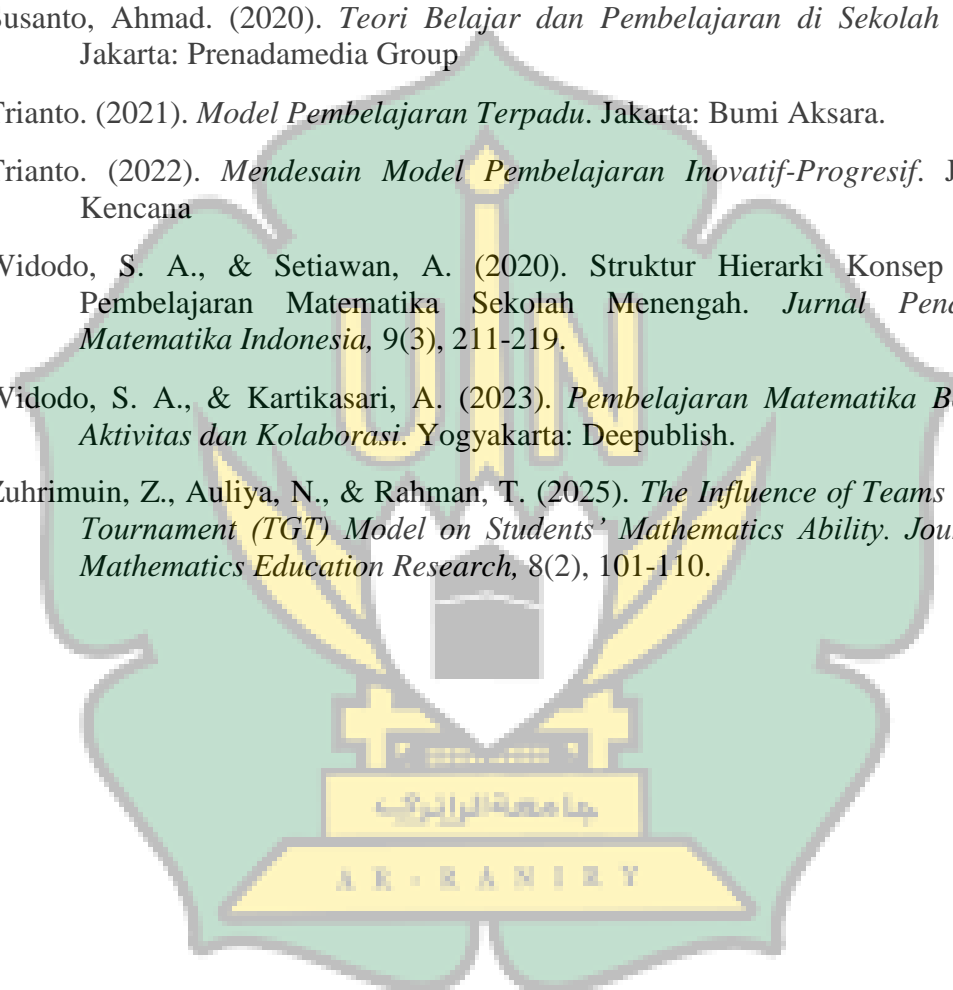 Susanto, Ahmad. (2020). Teori Belajar dan Pembelajaran di Sekolah
Jakarta: Prenadamedia Group
Trianto. (2021). Model Pembelajaran Terpadu. Jakarta: Bumi Aksara.
Trianto. (2022). Mendesain Model Pembelajaran Inovatif-Progresif.
Kencana
Widodo, S. A., & Setiawan, A. (2020). Struktur Hierarki Konsep
Pembelajaran Matematika Sekolah Menengah. Jurnal
Matematika Indonesia, 9(3), 211-219.
Widodo, S. A., & Kartikasari, A. (2023). Pembelajaran Matematika
Aktivitas dan Kolaborasi. Yogyakarta: Deepublish.
Zuhrimuin, Z., Auliya, N., & Rahman, T. (2025). The Influence of Teams
Tournament (TGT) Model on Students’ Mathematics Ability.
Mathematics Education Research, 8(2), 101-110.
UIN
جامعة الرانيري
AR-RANIRY